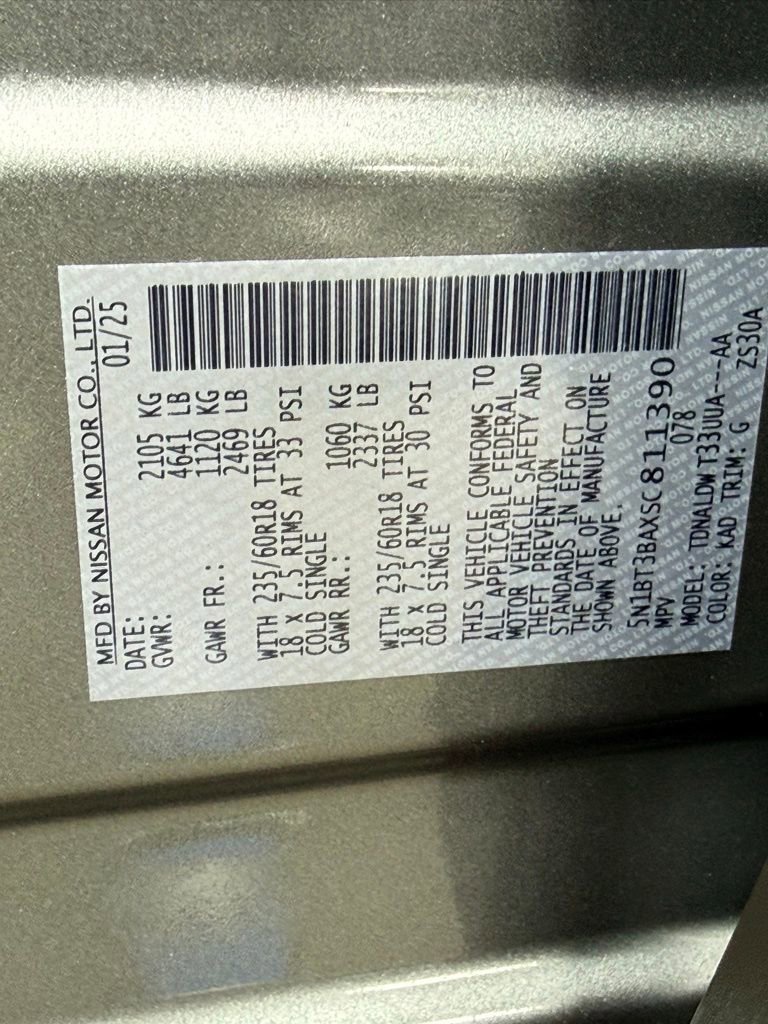 MFD BY NISSAN MOTOR CO., LTD.
DATE: 01/25
GVWR: 2105 KG
4641 LB
GAWR FR.: 1120 KG
2469 LB
WITH 235/60R18 TIRES
18 X 7.5 RIMS AT 33 PSI
COLD SINGLE
GAWR RR.: 1060 KG
2337 LB
WITH 235/60R18 TIRES
18 X 7.5 RIMS AT 30 PSI
COLD SINGLE
THIS VEHICLE CONFORMS TO
ALL APPLICABLE FEDERAL
MOTOR VEHICLE SAFETY AND
THEFT PREVENTION
STANDARDS IN EFFECT ON
THE DATE OF MANUFACTURE
SHOWN ABOVE.
5N1BT3BAXSC811390
MPV 078
MODEL: TDNALDWT33UUA---AA
COLOR: KAD TRIM: G ZS30A